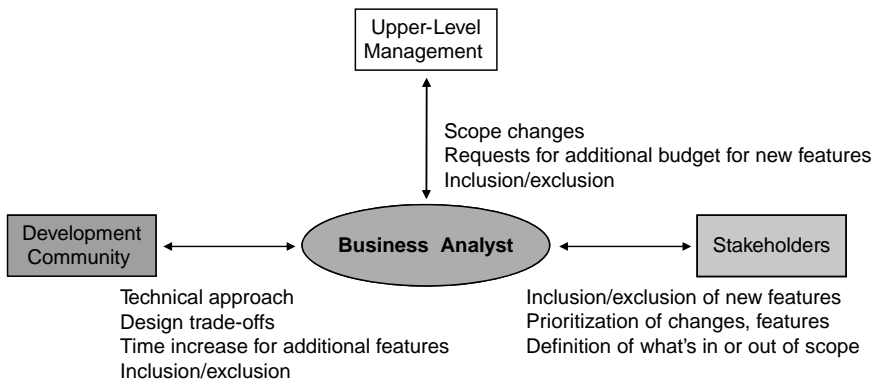 Upper-Level
Management
Scope changes
Requests for additional budget for new features
Inclusion/exclusion
Development
Community
Business Analyst
Stakeholders
Technical approach
Design trade-offs
Time increase for additional features
Inclusion/exclusion
Inclusion/exclusion of new features
Prioritization of changes, features
Definition of what's in or out of scope